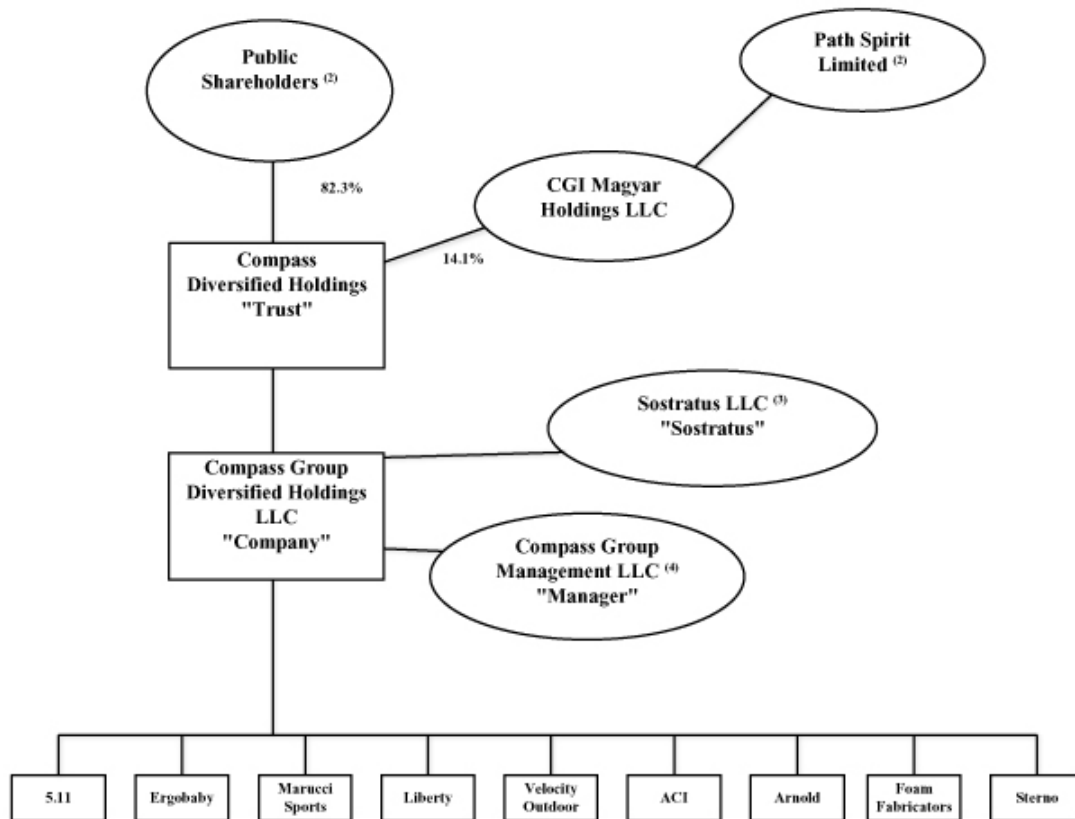 Public
Shareholders (2)
Path Spirit
Limited (2)
82.3%
CGI Magyar
Holdings LLC
14.1%
Compass
Diversified Holdings
"Trust"
Sostratus LLC (3)
"Sostratus"
Compass Group
Diversified Holdings
LLC
"Company"
Compass Group
Management LLC (4)
"Manager"
5.11
Ergobaby
Marucci
Sports
Liberty
Velocity
Outdoor
ACI
Arnold
Foam
Fabricators
Sterno